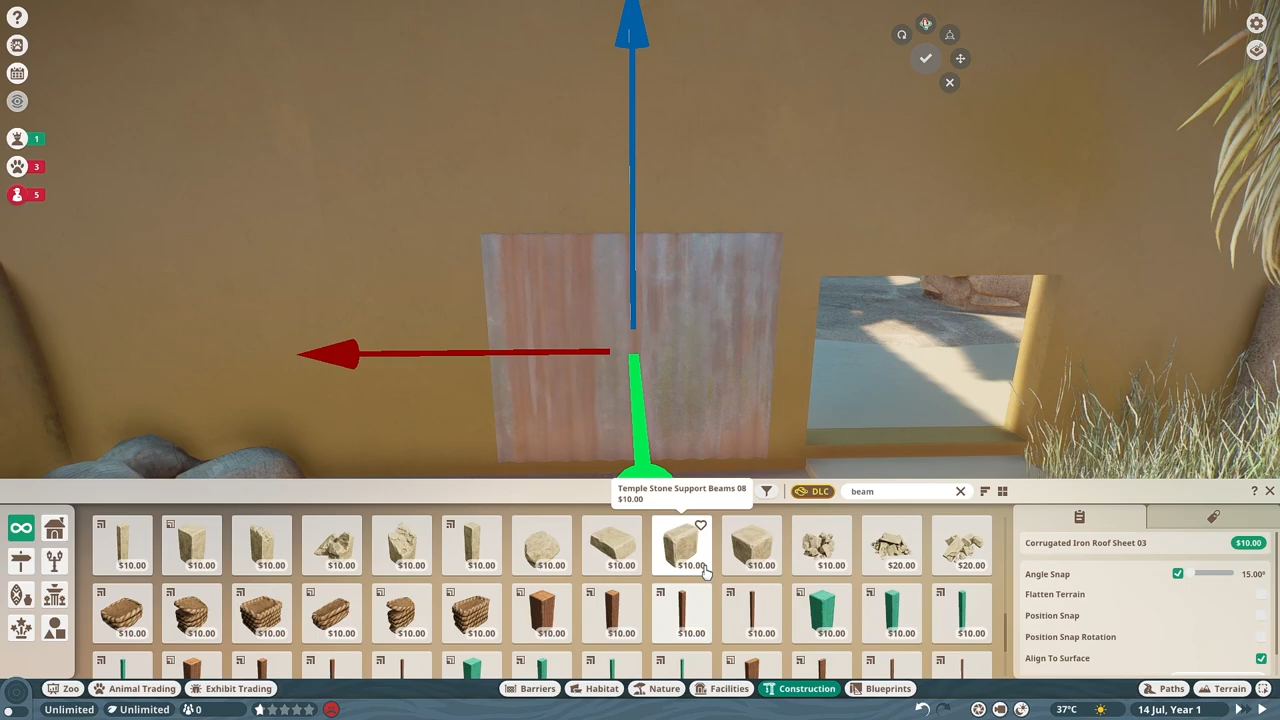 1
3
5
Temple Stone Support Beams 08
$10.00
DLC
beam
$10.00 $10.00 $10.00 $10.00 $10.00 $10.00 $10.00 $10.00 $10.00 $10.00 $10.00 $20.00 $20.00
$10.00 $10.00 $10.00 $10.00 $10.00 $10.00 $10.00 $10.00 $10.00 $10.00 $10.00 $10.00 $10.00
Corrugated Iron Roof Sheet 03
$10.00
Angle Snap
15.00°
Flatten Terrain
Position Snap
Position Snap Rotation
Align To Surface
Zoo
Animal Trading
Exhibit Trading
Barriers
Habitat
Nature
Facilities
Construction
Blueprints
Paths
Terrain
Unlimited
Unlimited
0
37°C
14 Jul, Year 1